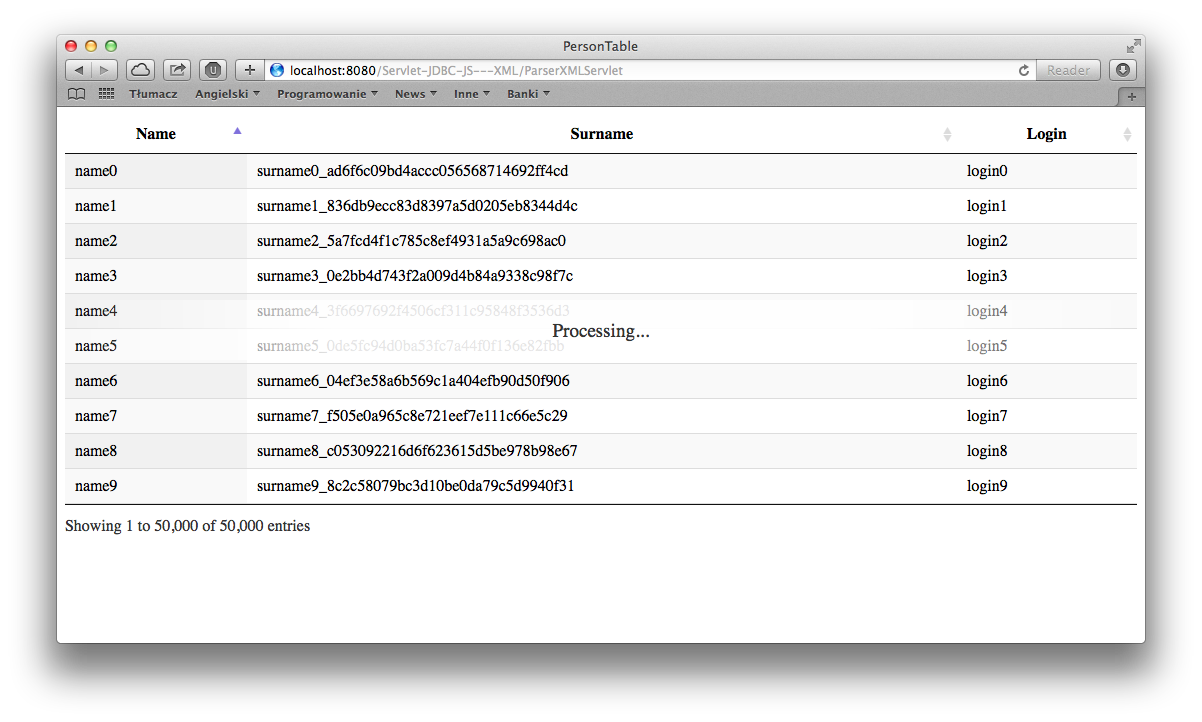 PersonTable
localhost:8080/Servlet-JDBC-JS---XML/ParserXMLServlet Reader
Tłumacz Angielski Programowanie News Inne Banki
Name Surname Login
name0 surname0_ad6f6c09bd4accc056568714692ff4cd login0
name1 surname1_836db9ecc83d8397a5d0205eb8344d4c login1
name2 surname2_5a7fcd4f1c785c8ef4931a5a9c698ac0 login2
name3 surname3_0e2bb4d743f2a009d4b84a9338c98f7c login3
name4 surname4_3f6697692f4506cf311c95848f3536d3 login4
Processing...
name5 surname5_0de5fc94d0ba53fc7a44f0f136e82fbb login5
name6 surname6_04ef3e58a6b569c1a404efb90d50f906 login6
name7 surname7_f505e0a965c8e721eef7e111c66e5c29 login7
name8 surname8_c053092216d6f623615d5be978b98e67 login8
name9 surname9_8c2c58079bc3d10be0da79c5d9940f31 login9
Showing 1 to 50,000 of 50,000 entries